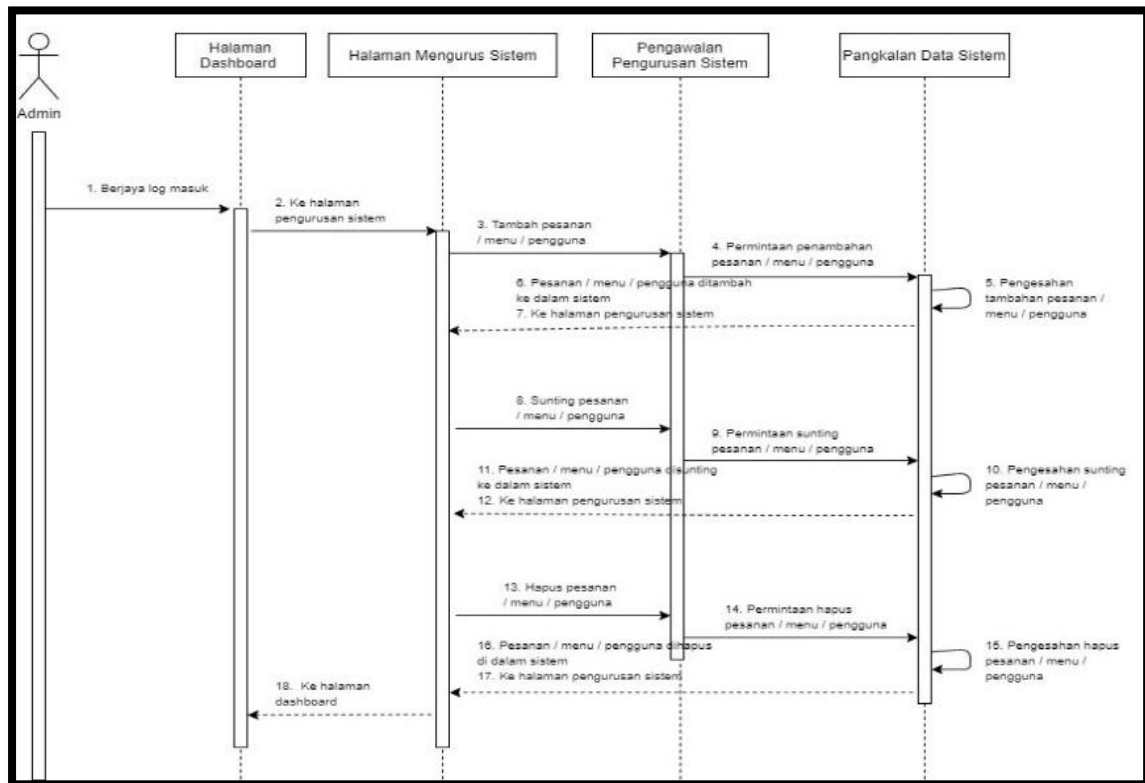 Halaman
Dashboard
Halaman Mengurus Sistem
Pengawalan
Pengurusan Sistem
Pangkalan Data Sistem
Admin
1. Berjaya log masuk
2. Ke halaman
pengurusan sistem
3. Tambah pesanan
/ menu / pengguna
4. Permintaan penambahan
pesanan / menu / pengguna
5. Pengesahan
tambahan pesanan /
menu / pengguna
6. Pesanan / menu / pengguna ditambah
ke dalam sistem
7. Ke halaman pengurusan sistem
8. Sunting pesanan
/ menu / pengguna
9. Permintaan sunting
pesanan / menu / pengguna
10. Pengesahan sunting
pesanan / menu /
pengguna
11. Pesanan / menu / pengguna disunting
ke dalam sistem
12. Ke halaman pengurusan sistem
13. Hapus pesanan
/ menu / pengguna
14. Permintaan hapus
pesanan / menu / pengguna
15. Pengesahan hapus
pesanan / menu /
pengguna
16. Pesanan / menu / pengguna dihapus
di dalam sistem
17. Ke halaman pengurusan sistem
18. Ke halaman
dashboard